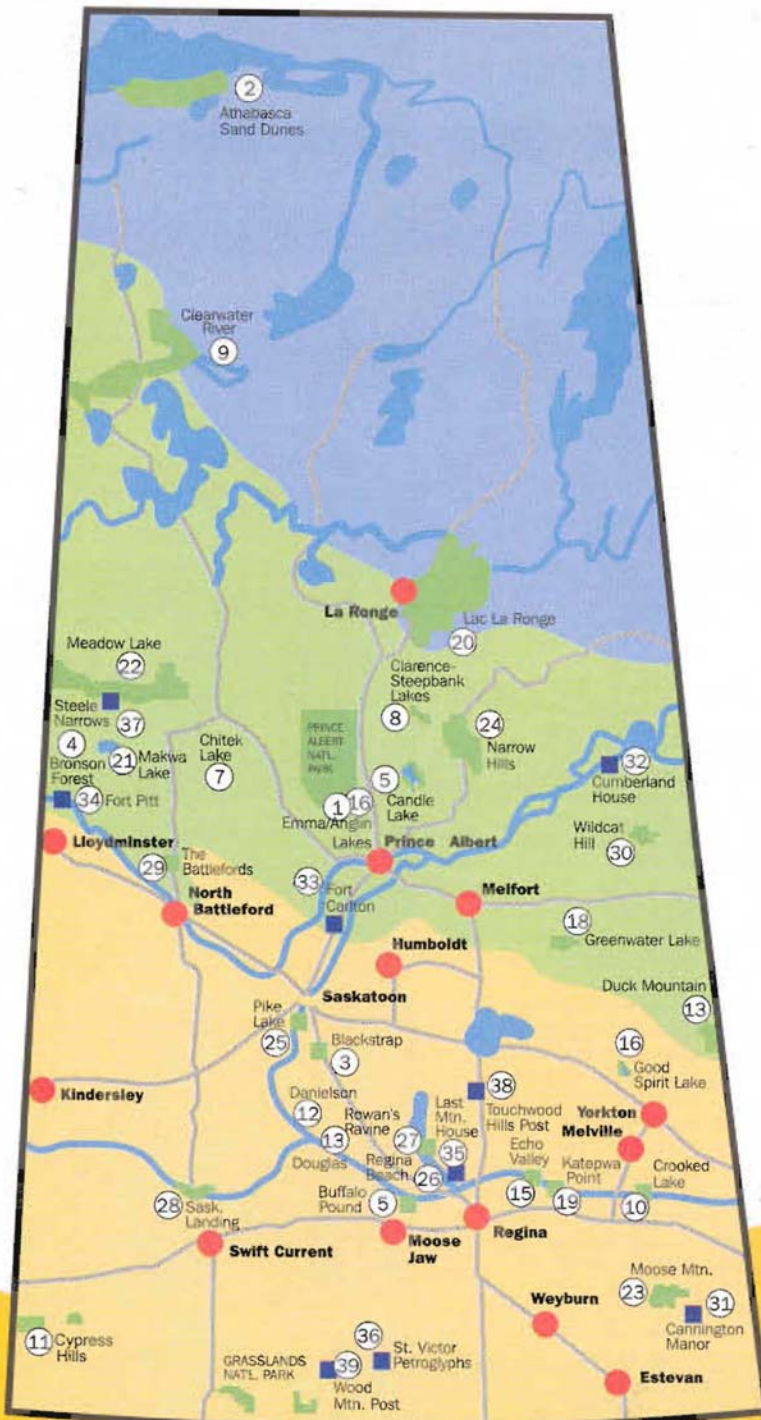 2
Athabasca
Sand Dunes
Clearwater
River
9
La Ronge
Lac La Ronge
20
Meadow Lake
22
Clarence-
Steepbank
Lakes
8
Steele
Narrows
37
24
Narrow
Hills
PRINCE
ALBERT
NATL.
PARK
4
Bronson
Forest
21
Makwa
Lake
Chitek
Lake
7
5
Candle
Lake
32
Cumberland
House
34
Fort Pitt
1
16
Emma/Anglin
Lakes
Lloydminster
Prince Albert
Wildcat
Hill
30
29
The
Battlefords
33
Fort
Carlton
North
Battleford
Melfort
18
Greenwater Lake
Humboldt
Duck Mountain
13
Saskatoon
Pike
Lake
25
Blackstrap
3
16
Good
Spirit Lake
Kindersley
Danielson
12
Rowan's
Ravine
13
Douglas
27
Last
Mtn.
House
35
38
Touchwood
Hills Post
Yorkton
Melville
Regina
Beach
26
Echo
Valley
15
Katepwa
Point
19
Crooked
Lake
10
28
Sask.
Landing
Buffalo
Pound
5
Swift Current
Moose
Jaw
Regina
Moose Mtn.
23
31
Cannington
Manor
Weyburn
11
Cypress
Hills
36
St. Victor
Petroglyphs
GRASSLANDS
NATL. PARK
39
Wood
Mtn. Post
Estevan